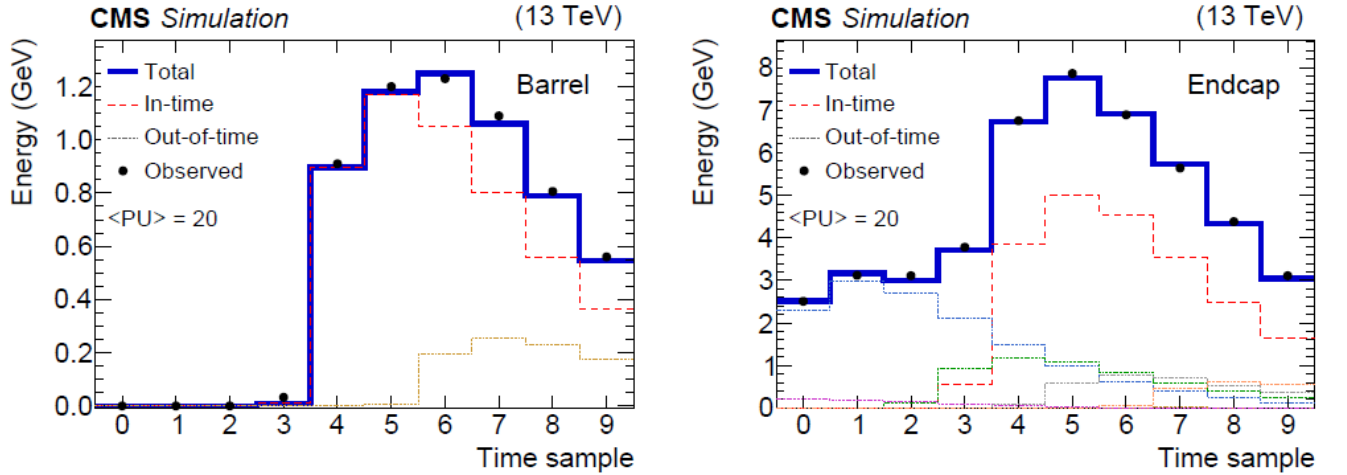 CMS Simulation (13 TeV)
Energy (GeV)
1.2
1.0
0.8
0.6
0.4
0.2
0.0
Total
In-time
Out-of-time
Observed
<PU> = 20
Barrel
0 1 2 3 4 5 6 7 8 9
Time sample
CMS Simulation (13 TeV)
Energy (GeV)
8
7
6
5
4
3
2
1
0
Total
In-time
Out-of-time
Observed
<PU> = 20
Endcap
0 1 2 3 4 5 6 7 8 9
Time sample